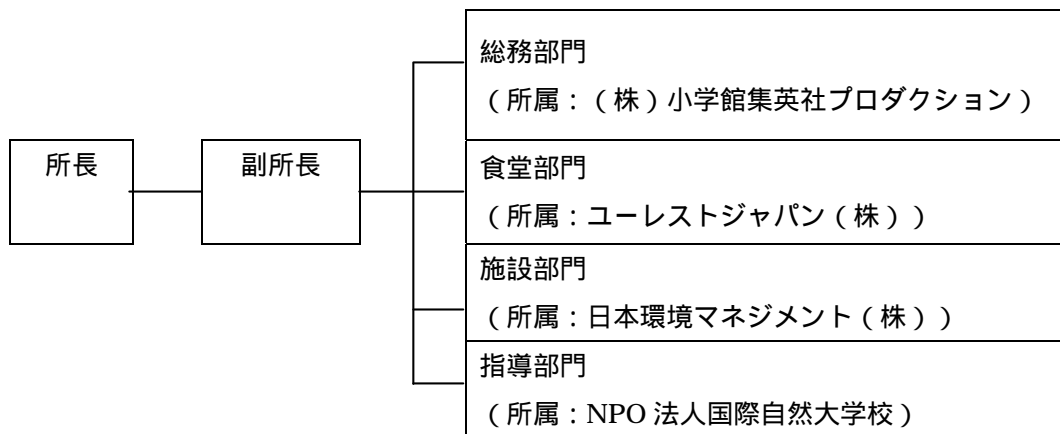 所長
副所長
総務部門
（所属：（株）小学館集英社プロダクション）
食堂部門
（所属：ユーレストジャパン（株））
施設部門
（所属：日本環境マネジメント（株））
指導部門
（所属：NPO 法人国際自然大学校）